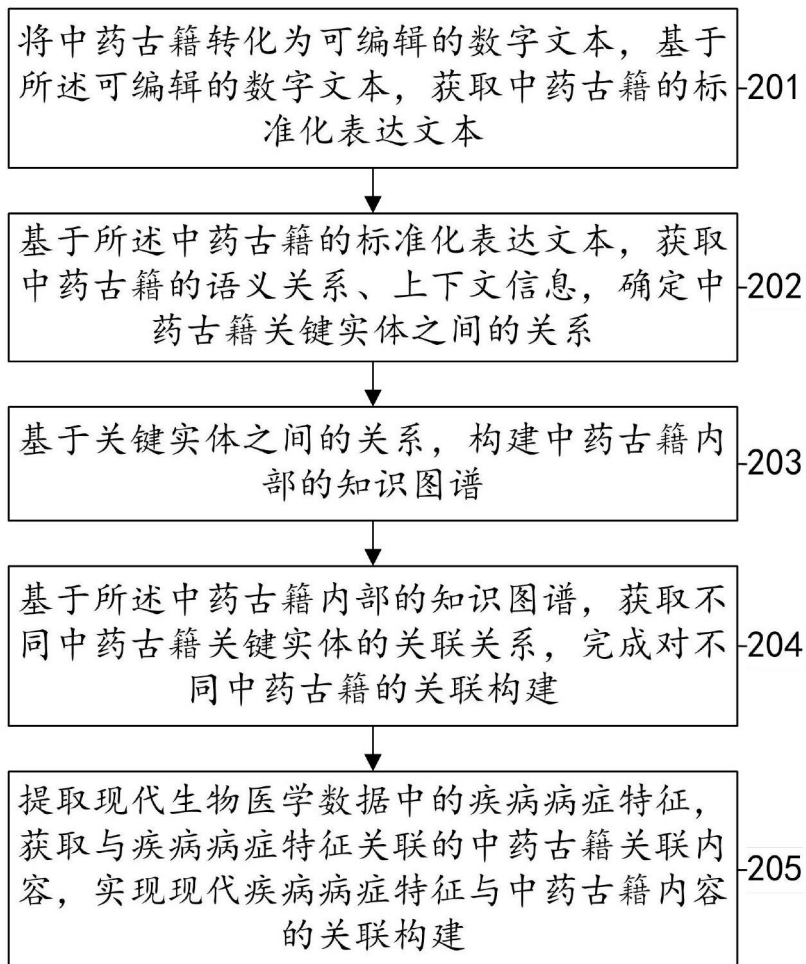 将中药古籍转化为可编辑的数字文本，基于
所述可编辑的数字文本，获取中药古籍的标
准化表达文本
201
基于所述中药古籍的标准化表达文本，获取
中药古籍的语义关系、上下文信息，确定中
药古籍关键实体之间的关系
202
基于关键实体之间的关系，构建中药古籍内
部的知识图谱
203
基于所述中药古籍内部的知识图谱，获取不
同中药古籍关键实体的关联关系，完成对不
同中药古籍的关联构建
204
提取现代生物医学数据中的疾病病症特征，
获取与疾病病症特征关联的中药古籍关联内
容，实现现代疾病病症特征与中药古籍内容
的关联构建
205